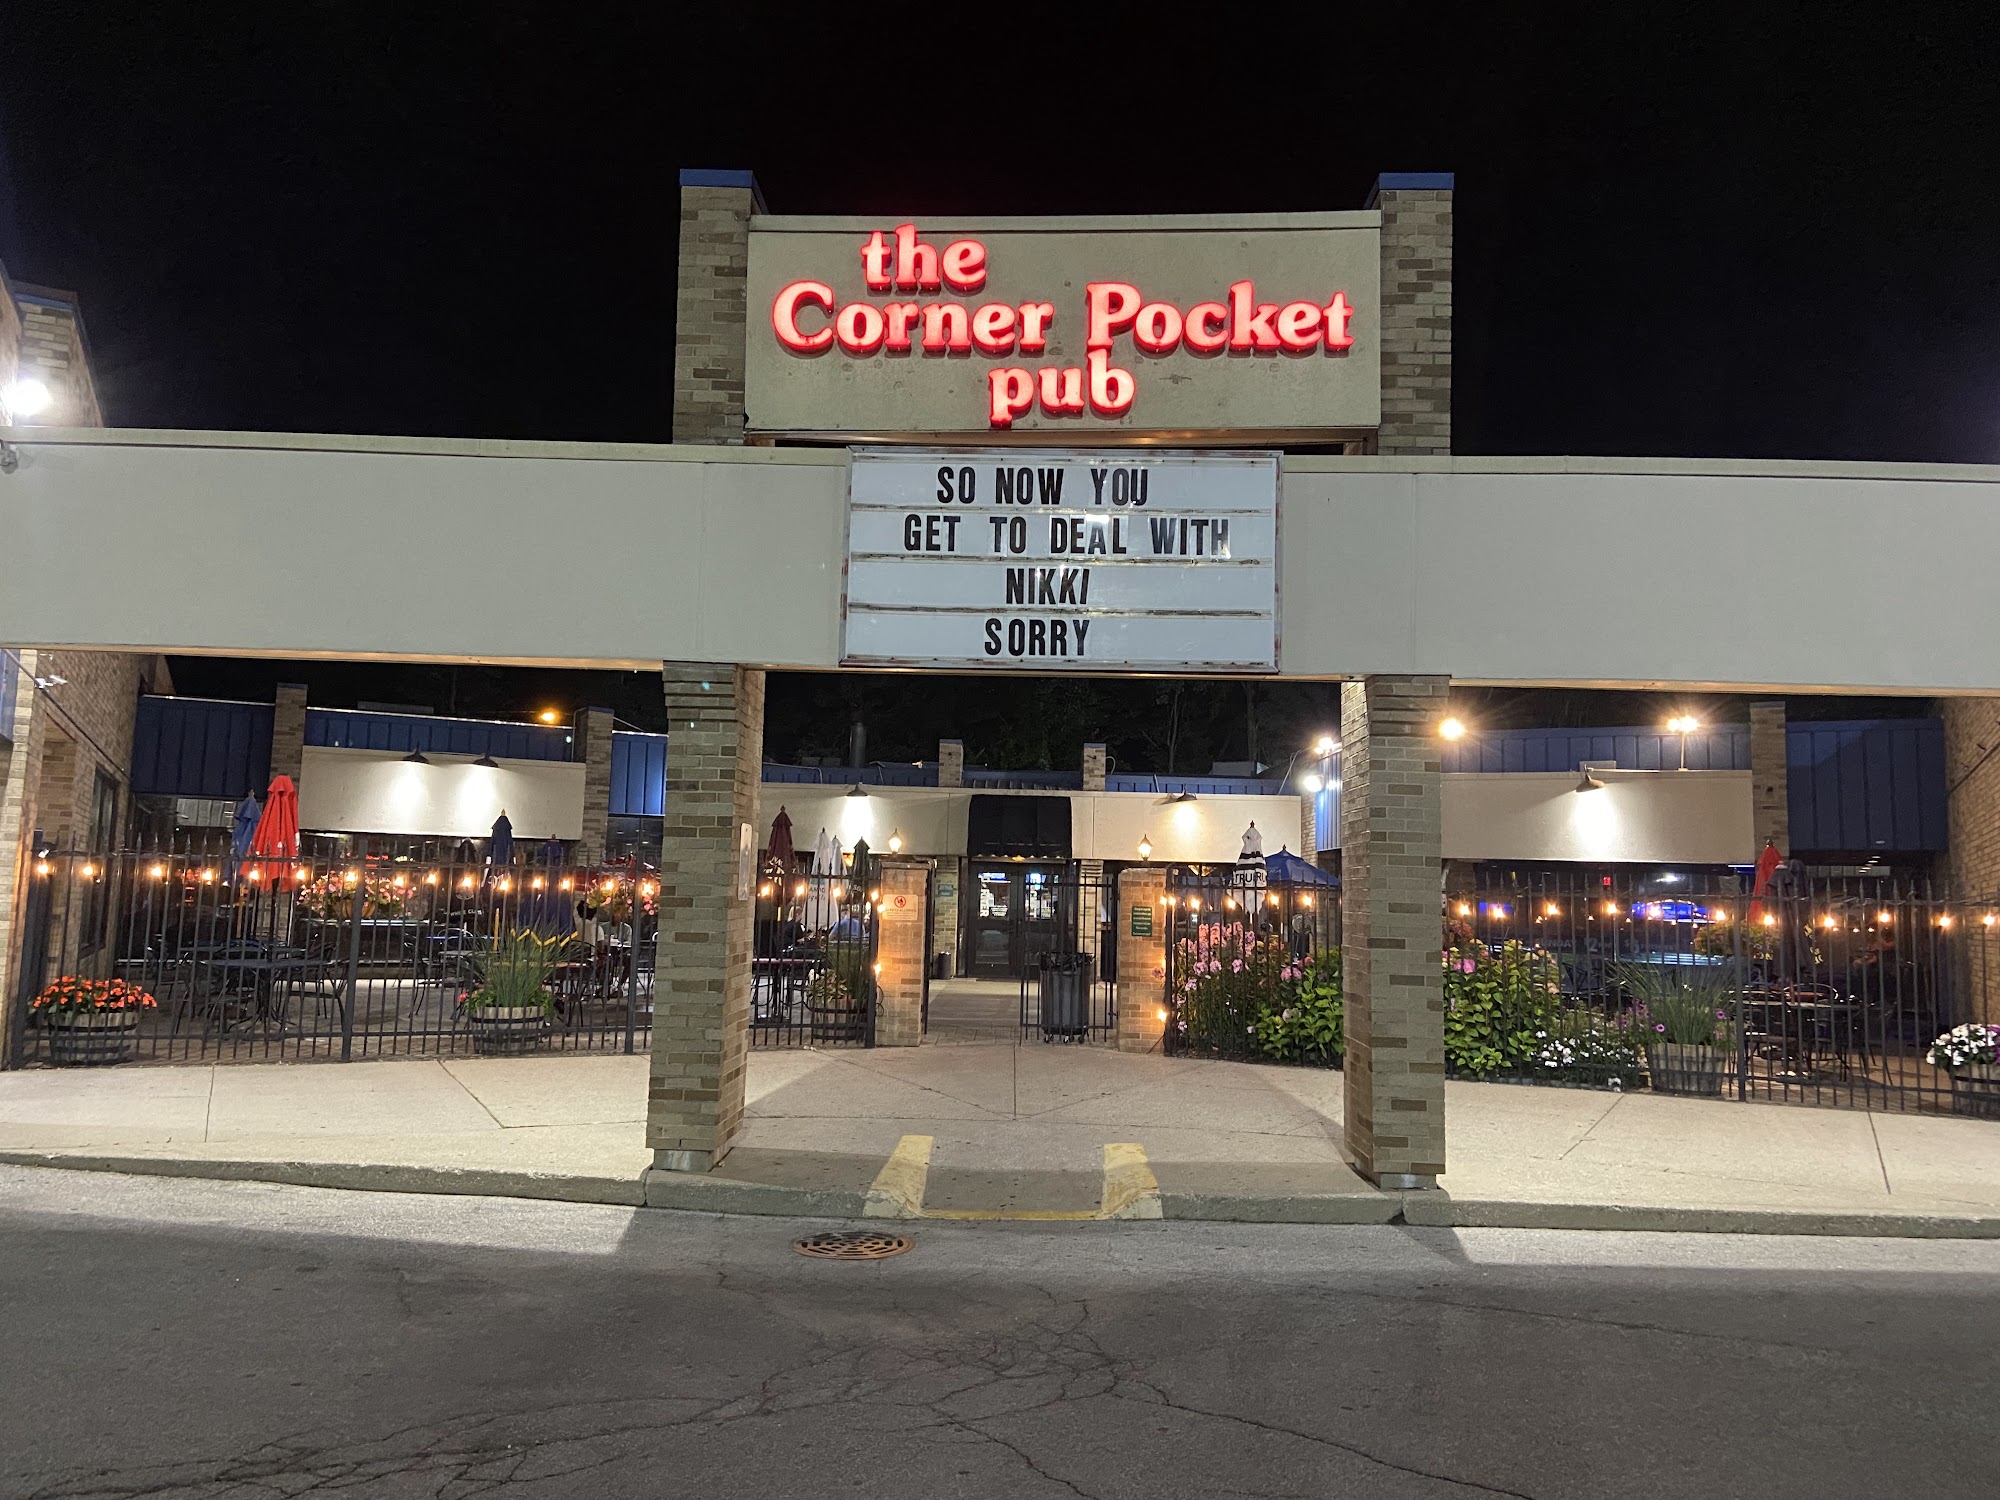 the
Corner Pocket
pub
SO NOW YOU
GET TO DEAL WITH
NIKKI
SORRY